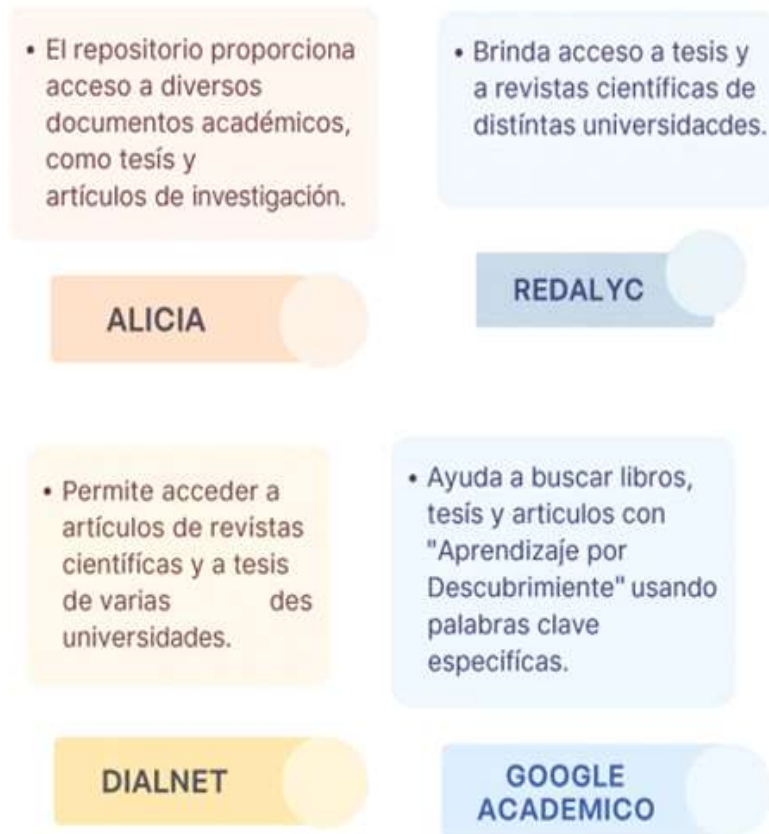 • El repositorio proporciona
acceso a diversos
documentos académicos,
como tesís y
artículos de investigación.
ALICIA
• Brinda acceso a tesis y
a revistas científicas de
distíntas universidacdes.
REDALYC
• Permite acceder a
artículos de revistas
científícas y a tesis
de varias des
universidades.
DIALNET
• Ayuda a buscar libros,
tesís y articulos con
"Aprendizaje por
Descubrimiente" usando
palabras clave
especifícas.
GOOGLE
ACADEMICO